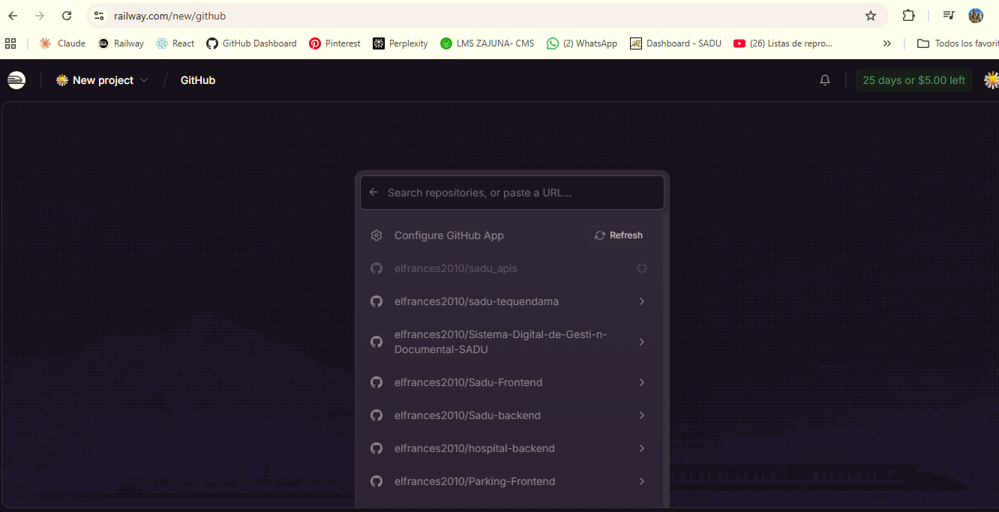 railway.com/new/github
Claude
Railway
React
GitHub Dashboard
Pinterest
Perplexity
LMS ZAJUNA- CMS
(2) WhatsApp
Dashboard - SADU
(26) Listas de repro...
»
Todos los favorit
New project
/
GitHub
25 days or $5.00 left
Search repositories, or paste a URL...
Configure GitHub App
Refresh
elfrances2010/sadu_apis
elfrances2010/sadu-tequendama
elfrances2010/Sistema-Digital-de-Gesti-n-
Documental-SADU
elfrances2010/Sadu-Frontend
elfrances2010/Sadu-backend
elfrances2010/hospital-backend
elfrances2010/Parking-Frontend